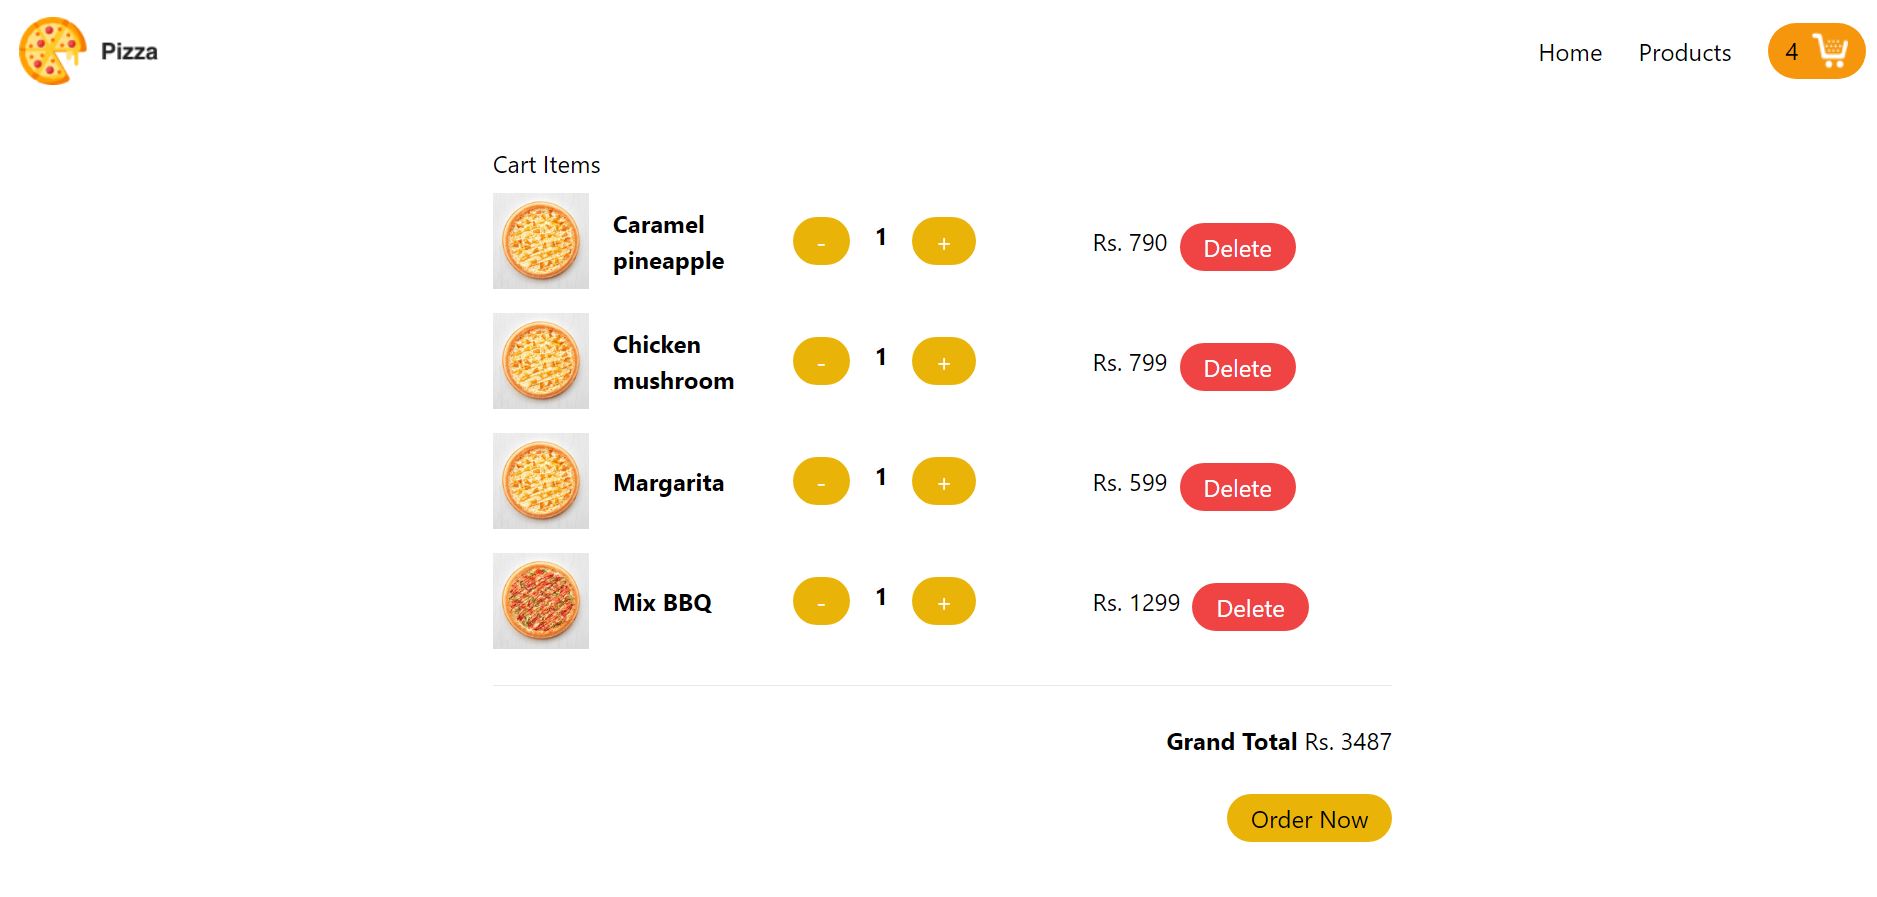 Pizza
Home Products 4
Cart Items
Caramel
pineapple
- 1 + Rs. 790 Delete
Chicken
mushroom
- 1 + Rs. 799 Delete
Margarita - 1 + Rs. 599 Delete
Mix BBQ - 1 + Rs. 1299 Delete
Grand Total Rs. 3487
Order Now